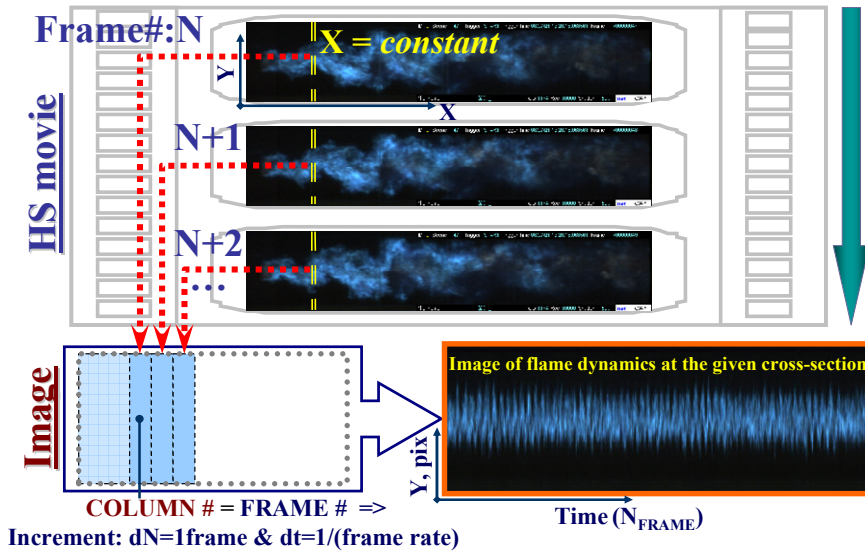 Frame#:N
X = constant
Y
X
HS movie
N+1
N+2
...
Image
Image of flame dynamics at the given cross-section
Y, pix
COLUMN # = FRAME # =>
Time (N_FRAME)
Increment: dN=1frame & dt=1/(frame rate)